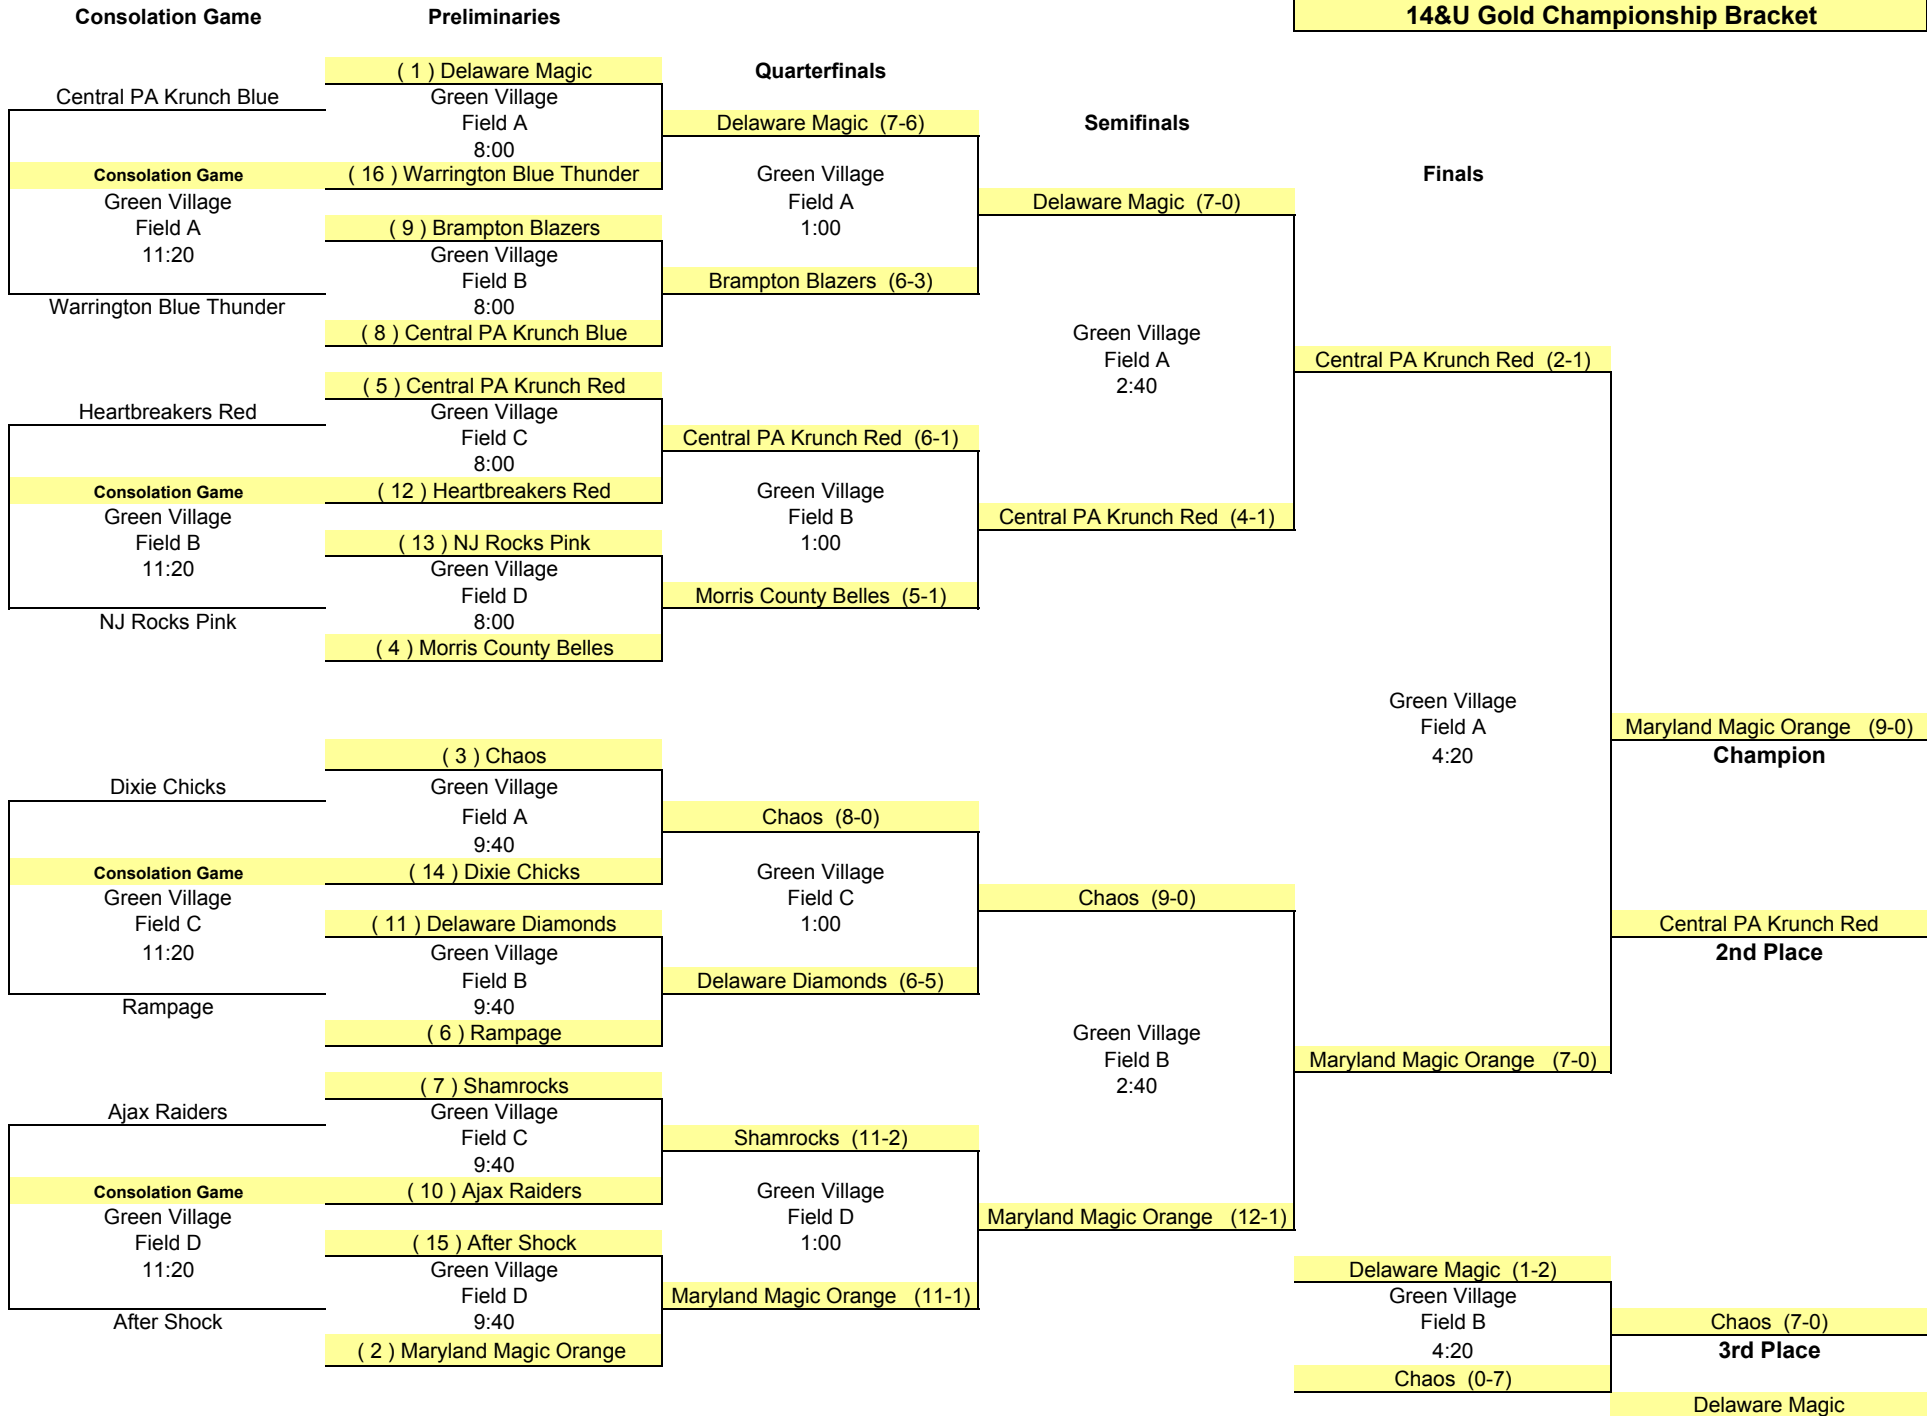 14&U Gold Championship Bracket
Consolation Game
Preliminaries
( 1 ) Delaware Magic
Quarterfinals
Central PA Krunch Blue
Green Village
Field A
Delaware Magic (7-6)
Semifinals
8:00
Consolation Game
( 16 ) Warrington Blue Thunder
Green Village
Finals
Green Village
Field A
Delaware Magic (7-0)
Field A
( 9 ) Brampton Blazers
1:00
11:20
Green Village
Field B
Brampton Blazers (6-3)
Warrington Blue Thunder
8:00
( 8 ) Central PA Krunch Blue
Green Village
Field A
Central PA Krunch Red (2-1)
( 5 ) Central PA Krunch Red
2:40
Heartbreakers Red
Green Village
Field C
Central PA Krunch Red (6-1)
8:00
Consolation Game
( 12 ) Heartbreakers Red
Green Village
Green Village
Field B
Central PA Krunch Red (4-1)
Field B
( 13 ) NJ Rocks Pink
1:00
11:20
Green Village
Field D
Morris County Belles (5-1)
NJ Rocks Pink
8:00
( 4 ) Morris County Belles
Green Village
Field A
Maryland Magic Orange (9-0)
( 3 ) Chaos
4:20
Champion
Dixie Chicks
Green Village
Field A
Chaos (8-0)
9:40
Consolation Game
( 14 ) Dixie Chicks
Green Village
Green Village
Field C
Chaos (9-0)
Field C
( 11 ) Delaware Diamonds
1:00
Central PA Krunch Red
11:20
Green Village
2nd Place
Field B
Delaware Diamonds (6-5)
Rampage
9:40
( 6 ) Rampage
Green Village
Field B
Maryland Magic Orange (7-0)
( 7 ) Shamrocks
2:40
Ajax Raiders
Green Village
Field C
Shamrocks (11-2)
9:40
Consolation Game
( 10 ) Ajax Raiders
Green Village
Green Village
Field D
Maryland Magic Orange (12-1)
Field D
( 15 ) After Shock
1:00
11:20
Green Village
Delaware Magic (1-2)
Field D
Maryland Magic Orange (11-1)
Green Village
After Shock
9:40
Field B
Chaos (7-0)
( 2 ) Maryland Magic Orange
4:20
3rd Place
Chaos (0-7)
Delaware Magic